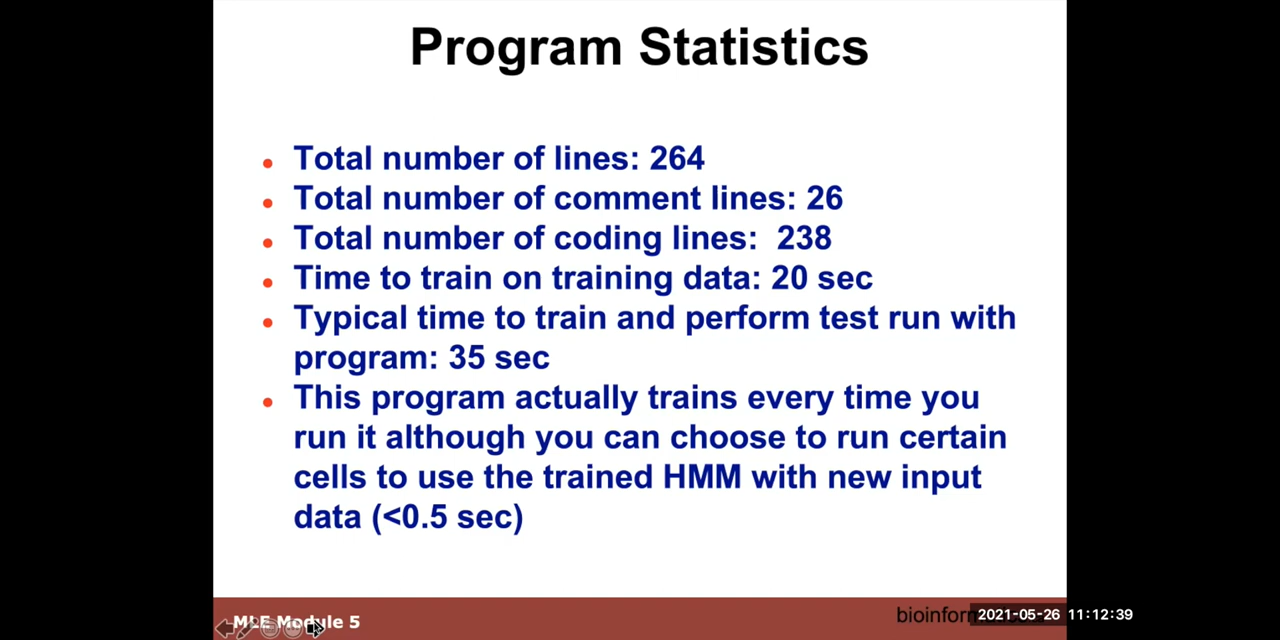 Program Statistics
Total number of lines: 264
Total number of comment lines: 26
Total number of coding lines:  238
Time to train on training data: 20 sec
Typical time to train and perform test run with
program: 35 sec
This program actually trains every time you
run it although you can choose to run certain
cells to use the trained HMM with new input
data (<0.5 sec)
MLE Module 5
2021-05-26 11:12:39